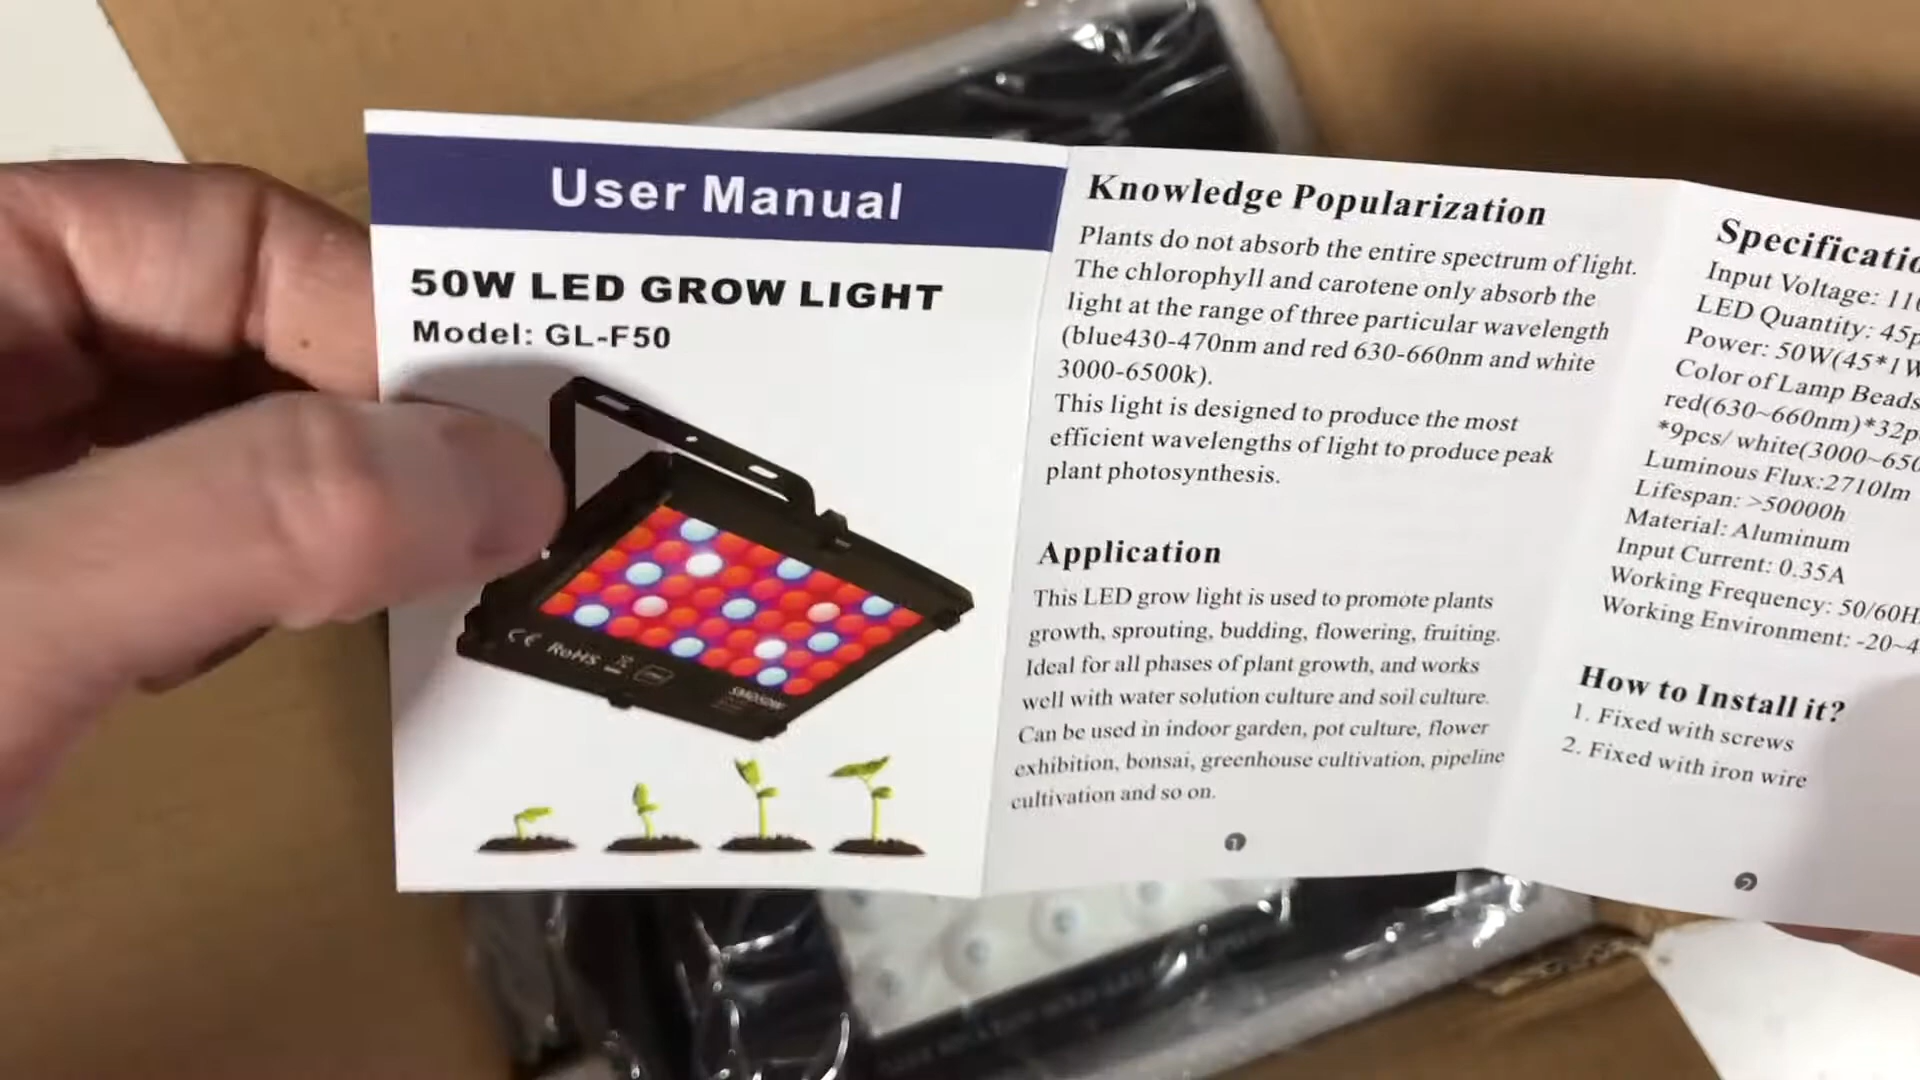 User Manual
50W LED GROW LIGHT
Model: GL-F50
CE RoHS
Knowledge Popularization
Plants do not absorb the entire spectrum of light.
The chlorophyll and carotene only absorb the
light at the range of three particular wavelength
(blue430-470nm and red 630-660nm and white
3000-6500k).
This light is designed to produce the most
efficient wavelengths of light to produce peak
plant photosynthesis.
Application
This LED grow light is used to promote plants
growth, sprouting, budding, flowering, fruiting.
Ideal for all phases of plant growth, and works
well with water solution culture and soil culture.
Can be used in indoor garden, pot culture, flower
exhibition, bonsai, greenhouse cultivation, pipeline
cultivation and so on.
1
Specificatio
Input Voltage: 110
LED Quantity: 45p
Power: 50W(45*1W
Color of Lamp Beads
red(630~660nm)*32p
*9pcs/ white(3000~650
Luminous Flux:2710lm
Lifespan: >50000h
Material: Aluminum
Input Current: 0.35A
Working Frequency: 50/60H
Working Environment: -20~4
How to Install it?
1. Fixed with screws
2. Fixed with iron wire
2